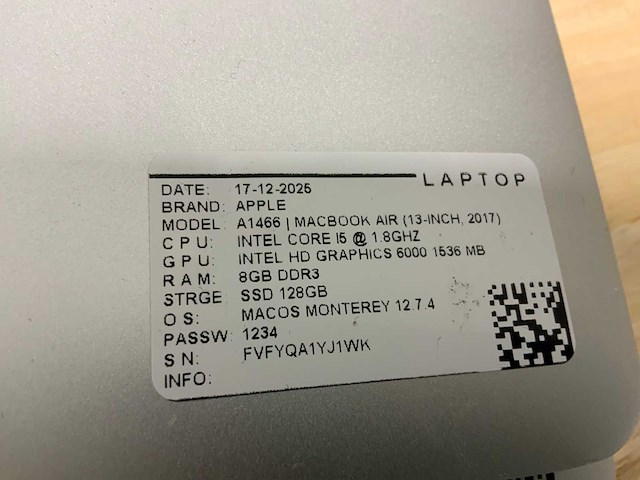 LAPTOP
DATE: 17-12-2025
BRAND: APPLE
MODEL: A1466 | MACBOOK AIR (13-INCH, 2017)
CPU: INTEL CORE I5 @ 1.8GHZ
GPU: INTEL HD GRAPHICS 6000 1536 MB
RAM: 8GB DDR3
STRGE SSD 128GB
OS: MACOS MONTEREY 12.7.4
PASSW 1234
SN: FVFYQA1YJ1WK
INFO: